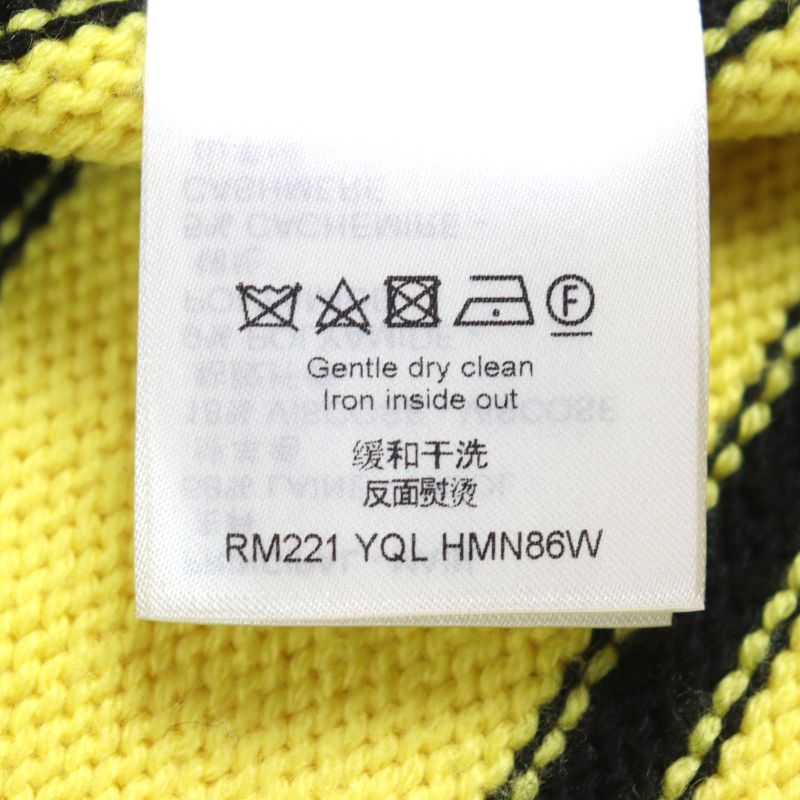 F
Gentle dry clean
Iron inside out
缓和干洗
反面熨烫
RM221 YQL HMN86W